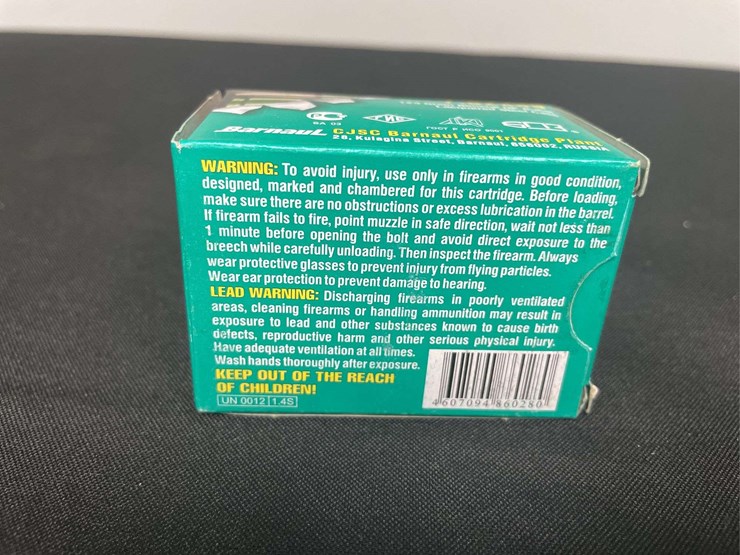 SA 03
ГОСТ Р ИСО 9001
BARNAUL CJSC Barnaul Cartridge Plant
28, Kulagina Street, Barnaul, 656002, RUSSIA
WARNING: To avoid injury, use only in firearms in good condition,
designed, marked and chambered for this cartridge. Before loading,
make sure there are no obstructions or excess lubrication in the barrel.
If firearm fails to fire, point muzzle in safe direction, wait not less than
1 minute before opening the bolt and avoid direct exposure to the
breech while carefully unloading. Then inspect the firearm. Always
wear protective glasses to prevent injury from flying particles.
Wear ear protection to prevent damage to hearing.
LEAD WARNING: Discharging firearms in poorly ventilated
areas, cleaning firearms or handling ammunition may result in
exposure to lead and other substances known to cause birth
defects, reproductive harm and other serious physical injury.
Have adequate ventilation at all times.
Wash hands thoroughly after exposure.
KEEP OUT OF THE REACH
OF CHILDREN!
UN 0012 1.4S
4 607094 860280